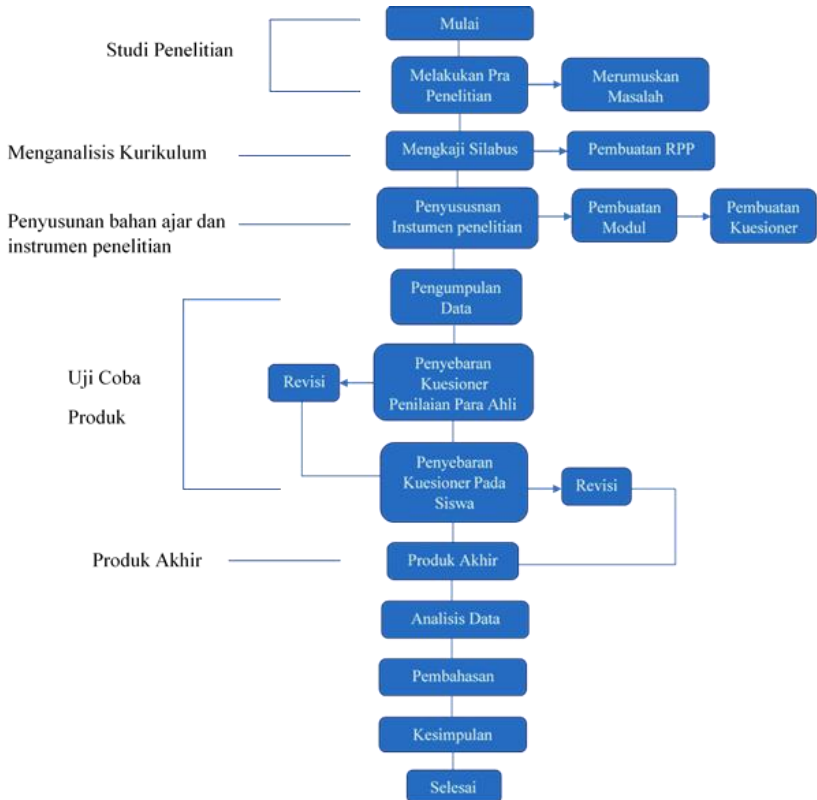 Mulai
Studi Penelitian
Melakukan Pra
Penelitian
Merumuskan
Masalah
Menganalisis Kurikulum
Mengkaji Silabus
Pembuatan RPP
Penyusunan bahan ajar dan
instrumen penelitian
Penyususnan
Instumen penelitian
Pembuatan
Modul
Pembuatan
Kuesioner
Pengumpulan
Data
Uji Coba
Produk
Revisi
Penyebaran
Kuesioner
Penilaian Para Ahli
Penyebaran
Kuesioner Pada
Siswa
Revisi
Produk Akhir
Produk Akhir
Analisis Data
Pembahasan
Kesimpulan
Selesai